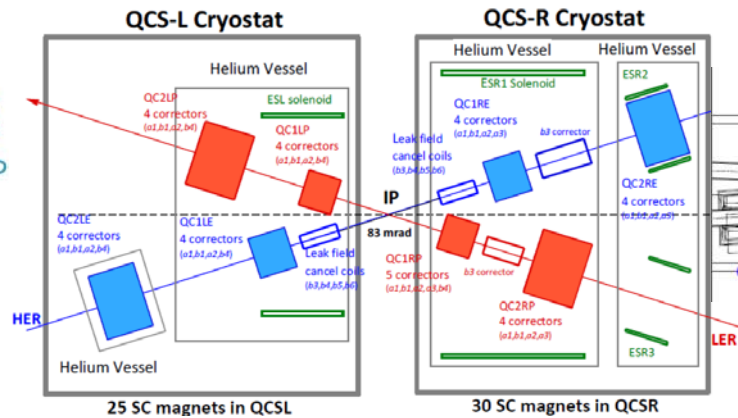 QCS-L Cryostat
QCS-R Cryostat
Helium Vessel
QC2LP
4 correctors
(a1,b1,a2,b4)
ESL solenoid
QC1LP
4 correctors
(a1,b1,a2,b4)
QC2LE
4 correctors
(a1,b1,a2,b4)
QC1LE
4 correctors
(a1,b1,a2,b4)
Leak field
cancel coils
(b3,b4,b5,b6)
HER
Helium Vessel
IP
83 mrad
Helium Vessel
Helium Vessel
ESR1 Solenoid
ESR2
QC1RE
4 correctors
(a1,b1,a2,a3)
b3 corrector
Leak field
cancel coils
(b3,b4,b5,b6)
QC2RE
4 correctors
(a1,b1,a2,a3)
QC1RP
5 correctors
(a1,b1,a2,a3,b4)
b3 corrector
QC2RP
4 correctors
(a1,b1,a2,a3)
ESR3
LER
25 SC magnets in QCSL
30 SC magnets in QCSR